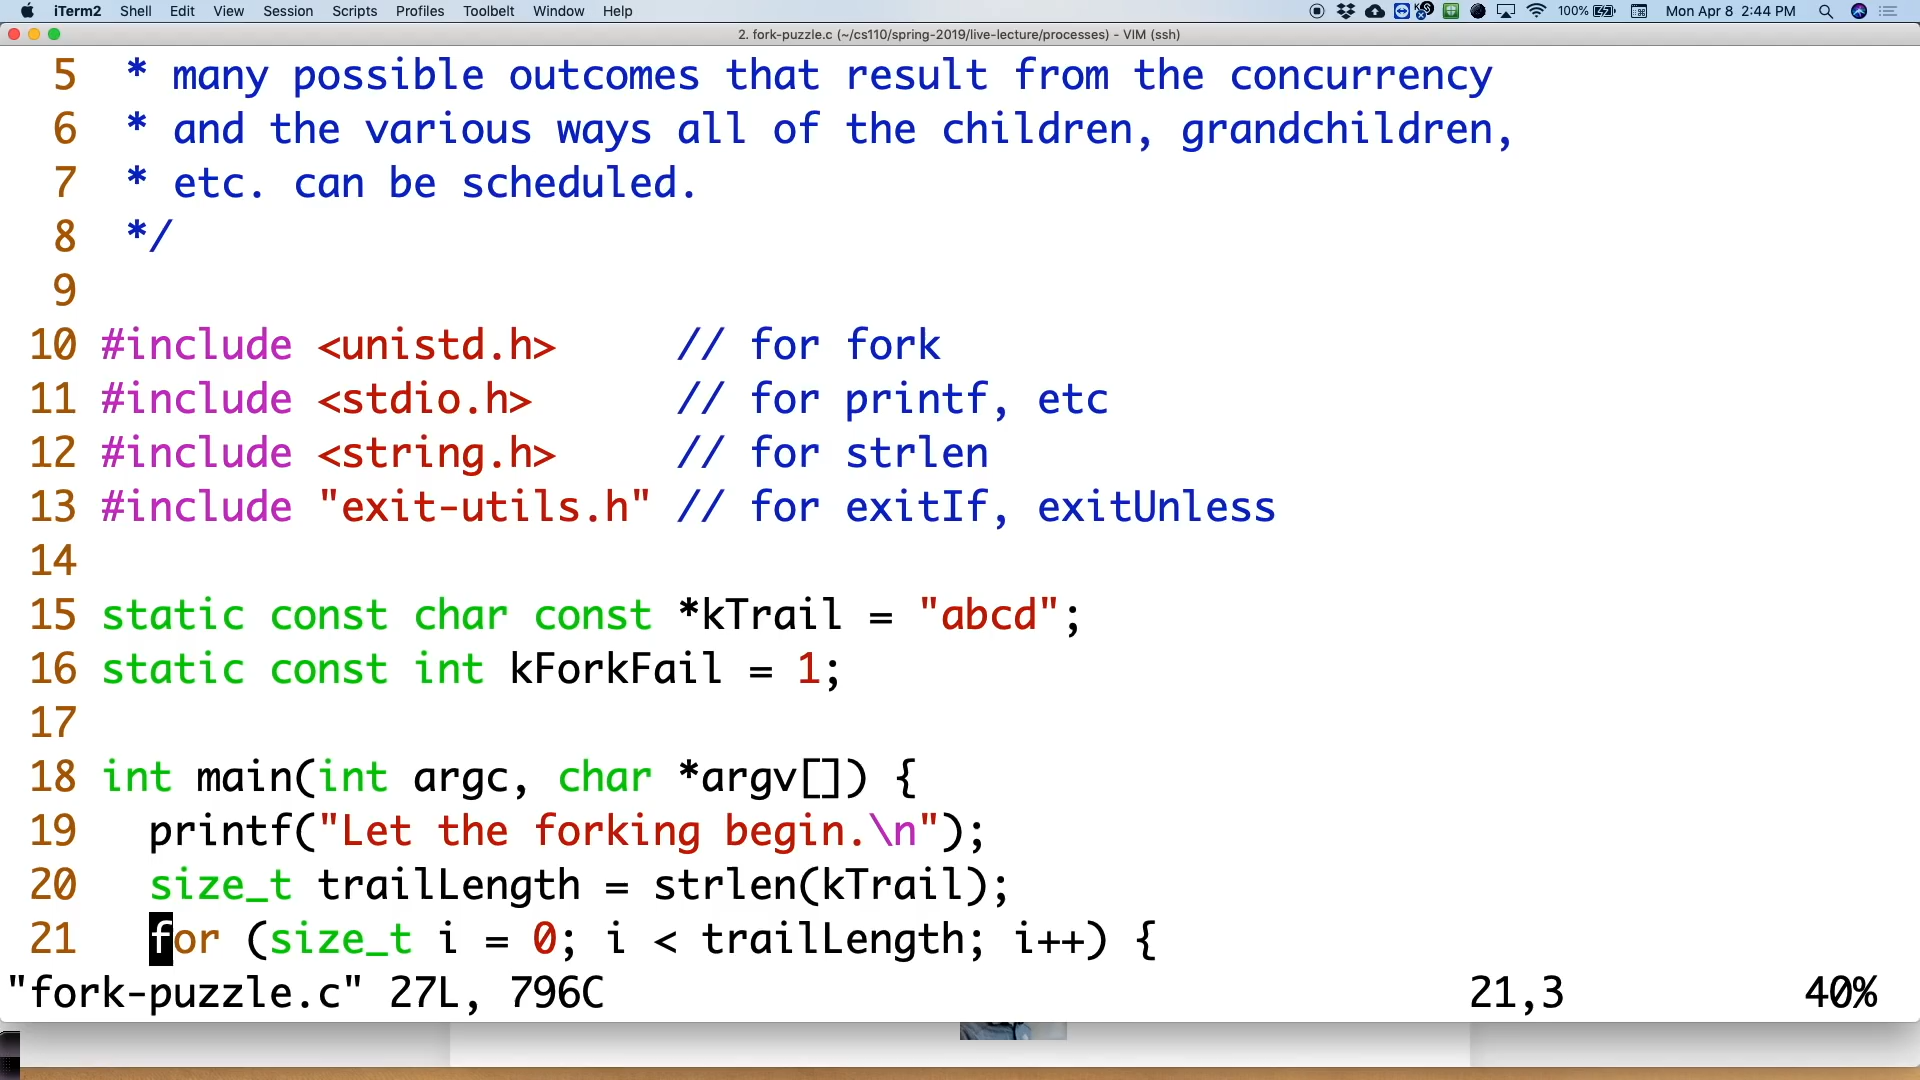 iTerm2 Shell Edit View Session Scripts Profiles Toolbelt Window Help 100% Mon Apr 8 2:44 PM
2. fork-puzzle.c (~/cs110/spring-2019/live-lecture/processes) - VIM (ssh)
5 * many possible outcomes that result from the concurrency
6 * and the various ways all of the children, grandchildren,
7 * etc. can be scheduled.
8 */
9
10 #include <unistd.h> // for fork
11 #include <stdio.h> // for printf, etc
12 #include <string.h> // for strlen
13 #include "exit-utils.h" // for exitIf, exitUnless
14
15 static const char const *kTrail = "abcd";
16 static const int kForkFail = 1;
17
18 int main(int argc, char *argv[]) {
19 printf("Let the forking begin.\n");
20 size_t trailLength = strlen(kTrail);
21 for (size_t i = 0; i < trailLength; i++) {
"fork-puzzle.c" 27L, 796C 21,3 40%